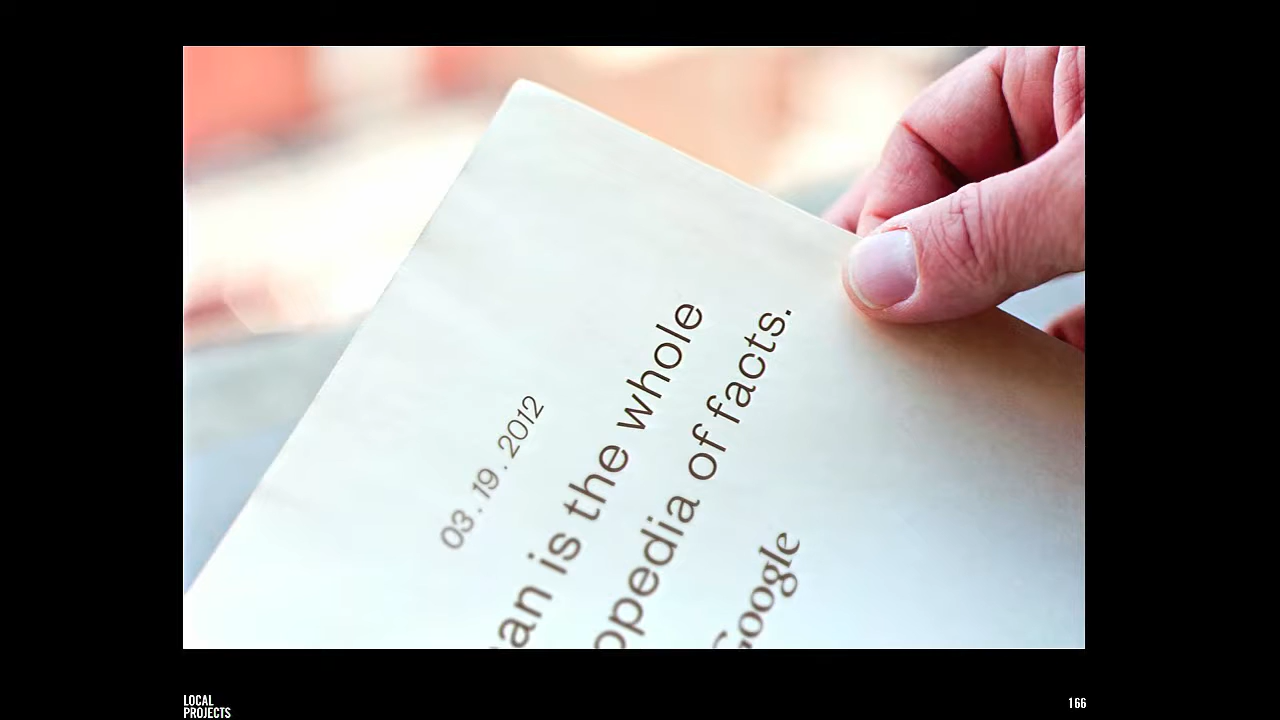 03.19.2012
an is the whole
opedia of facts.
Google
LOCAL
PROJECTS
166